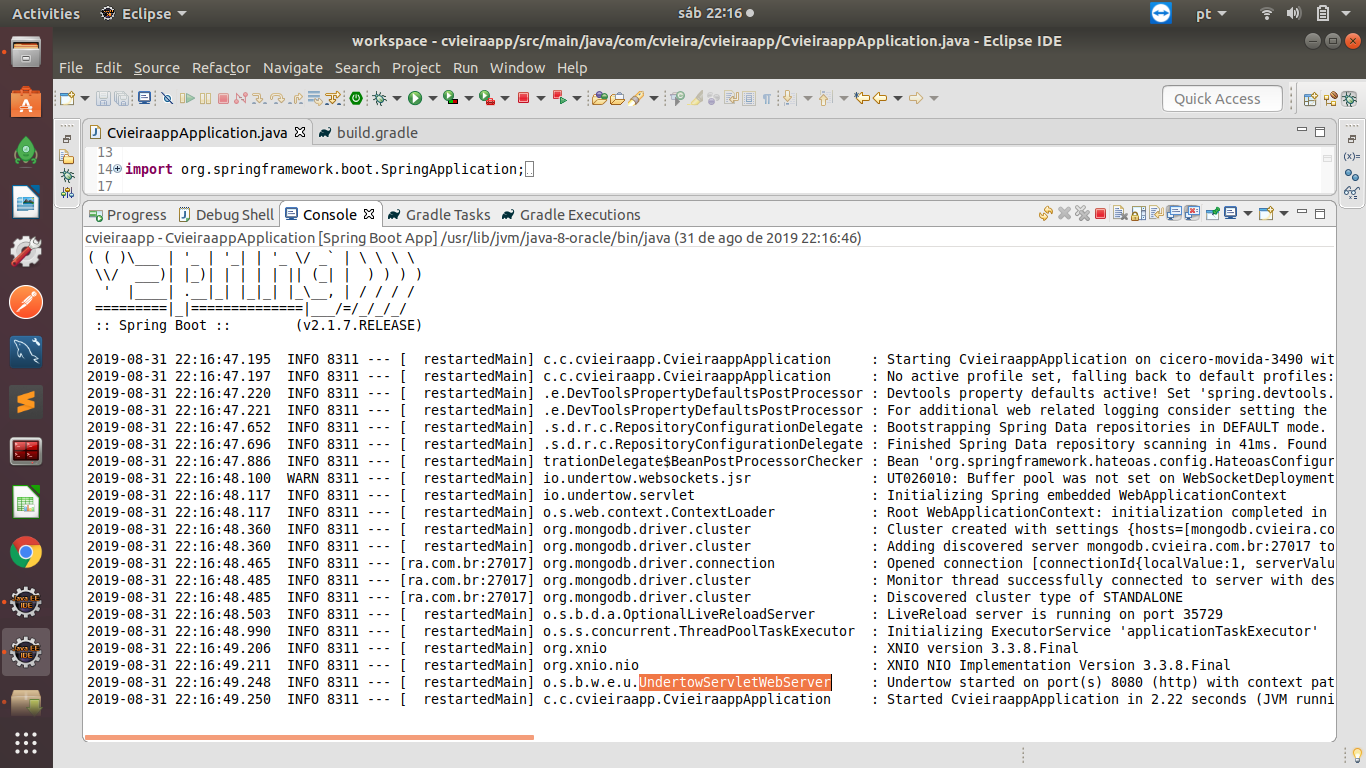 Activities Eclipse sáb 22:16 pt
workspace - cvieiraapp/src/main/java/com/cvieira/cvieiraapp/CvieiraappApplication.java - Eclipse IDE
File Edit Source Refactor Navigate Search Project Run Window Help
Quick Access
CvieiraappApplication.java build.gradle
13
14 import org.springframework.boot.SpringApplication;
17
Progress Debug Shell Console Gradle Tasks Gradle Executions
cvieiraapp - CvieiraappApplication [Spring Boot App] /usr/lib/jvm/java-8-oracle/bin/java (31 de ago de 2019 22:16:46)
( ( )\___ | '_ | '_| | '_ \/ _` | \ \ \ \
 \\/  ___)| |_)| | | | | || (_| |  ) ) ) )
  '  |____| .__|_| |_|_| |_\__, | / / / /
 =========|_|==============|___/=/_/_/_/
 :: Spring Boot ::        (v2.1.7.RELEASE)
2019-08-31 22:16:47.195  INFO 8311 --- [  restartedMain] c.c.cvieiraapp.CvieiraappApplication     : Starting CvieiraappApplication on cicero-movida-3490 wit
2019-08-31 22:16:47.197  INFO 8311 --- [  restartedMain] c.c.cvieiraapp.CvieiraappApplication     : No active profile set, falling back to default profiles:
2019-08-31 22:16:47.220  INFO 8311 --- [  restartedMain] .e.DevToolsPropertyDefaultsPostProcessor : Devtools property defaults active! Set 'spring.devtools.
2019-08-31 22:16:47.221  INFO 8311 --- [  restartedMain] .e.DevToolsPropertyDefaultsPostProcessor : For additional web related logging consider setting the
2019-08-31 22:16:47.652  INFO 8311 --- [  restartedMain] .s.d.r.c.RepositoryConfigurationDelegate : Bootstrapping Spring Data repositories in DEFAULT mode.
2019-08-31 22:16:47.696  INFO 8311 --- [  restartedMain] .s.d.r.c.RepositoryConfigurationDelegate : Finished Spring Data repository scanning in 41ms. Found
2019-08-31 22:16:47.886  INFO 8311 --- [  restartedMain] trationDelegate$BeanPostProcessorChecker : Bean 'org.springframework.hateoas.config.HateoasConfigur
2019-08-31 22:16:48.100  WARN 8311 --- [  restartedMain] io.undertow.websockets.jsr               : UT026010: Buffer pool was not set on WebSocketDeployment
2019-08-31 22:16:48.117  INFO 8311 --- [  restartedMain] io.undertow.servlet                      : Initializing Spring embedded WebApplicationContext
2019-08-31 22:16:48.117  INFO 8311 --- [  restartedMain] o.s.web.context.ContextLoader            : Root WebApplicationContext: initialization completed in
2019-08-31 22:16:48.360  INFO 8311 --- [  restartedMain] org.mongodb.driver.cluster               : Cluster created with settings {hosts=[mongodb.cvieira.co
2019-08-31 22:16:48.360  INFO 8311 --- [  restartedMain] org.mongodb.driver.cluster               : Adding discovered server mongodb.cvieira.com.br:27017 to
2019-08-31 22:16:48.465  INFO 8311 --- [ra.com.br:27017] org.mongodb.driver.connection            : Opened connection [connectionId{localValue:1, serverValu
2019-08-31 22:16:48.485  INFO 8311 --- [ra.com.br:27017] org.mongodb.driver.cluster               : Monitor thread successfully connected to server with des
2019-08-31 22:16:48.485  INFO 8311 --- [ra.com.br:27017] org.mongodb.driver.cluster               : Discovered cluster type of STANDALONE
2019-08-31 22:16:48.503  INFO 8311 --- [  restartedMain] o.s.b.d.a.OptionalLiveReloadServer       : LiveReload server is running on port 35729
2019-08-31 22:16:48.990  INFO 8311 --- [  restartedMain] o.s.s.concurrent.ThreadPoolTaskExecutor  : Initializing ExecutorService 'applicationTaskExecutor'
2019-08-31 22:16:49.206  INFO 8311 --- [  restartedMain] org.xnio                                 : XNIO version 3.3.8.Final
2019-08-31 22:16:49.211  INFO 8311 --- [  restartedMain] org.xnio.nio                             : XNIO NIO Implementation Version 3.3.8.Final
2019-08-31 22:16:49.248  INFO 8311 --- [  restartedMain] o.s.b.w.e.u.UndertowServletWebServer     : Undertow started on port(s) 8080 (http) with context pat
2019-08-31 22:16:49.250  INFO 8311 --- [  restartedMain] c.c.cvieiraapp.CvieiraappApplication     : Started CvieiraappApplication in 2.22 seconds (JVM runni